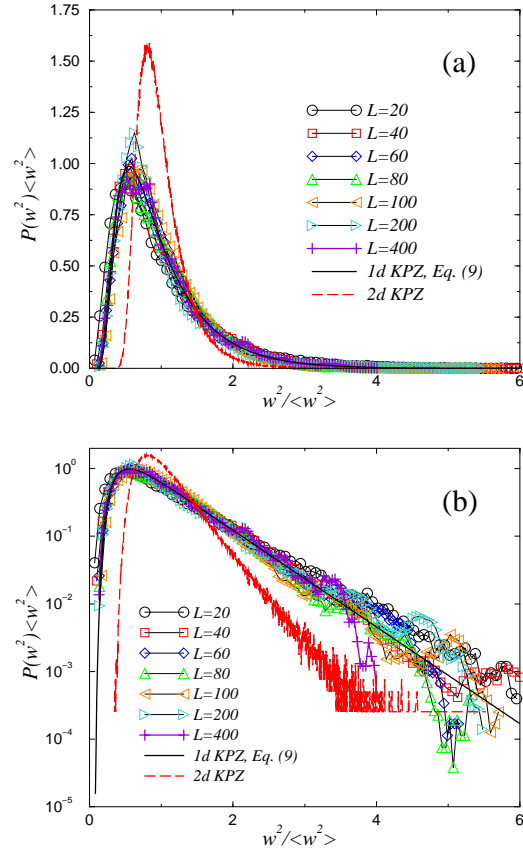 1.75
1.50
1.25
1.00
0.75
0.50
0.25
0.00
P(w²)<w²>
(a)
L=20
L=40
L=60
L=80
L=100
L=200
L=400
1d KPZ, Eq. (9)
2d KPZ
0 2 4 6
w²/<w²>
10⁰
10⁻¹
10⁻²
10⁻³
10⁻⁴
10⁻⁵
P(w²)<w²>
(b)
L=20
L=40
L=60
L=80
L=100
L=200
L=400
1d KPZ, Eq. (9)
2d KPZ
0 2 4 6
w²/<w²>